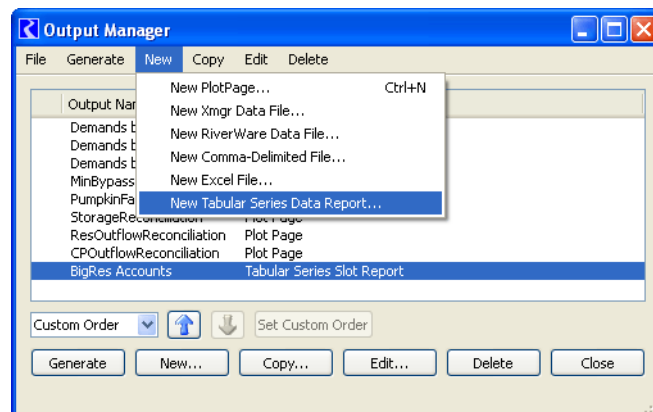 Output Manager
File Generate New Copy Edit Delete
New PlotPage... Ctrl+N
New Xmgr Data File...
New RiverWare Data File...
New Comma-Delimited File...
New Excel File...
New Tabular Series Data Report...
Output Nar
Demands b
Demands b
Demands b
MinBypass
PumpkinFa
StorageReconciliation Plot Page
ResOutflowReconciliation Plot Page
CPOutflowReconciliation Plot Page
BigRes Accounts Tabular Series Slot Report
Custom Order Set Custom Order
Generate New... Copy... Edit... Delete Close